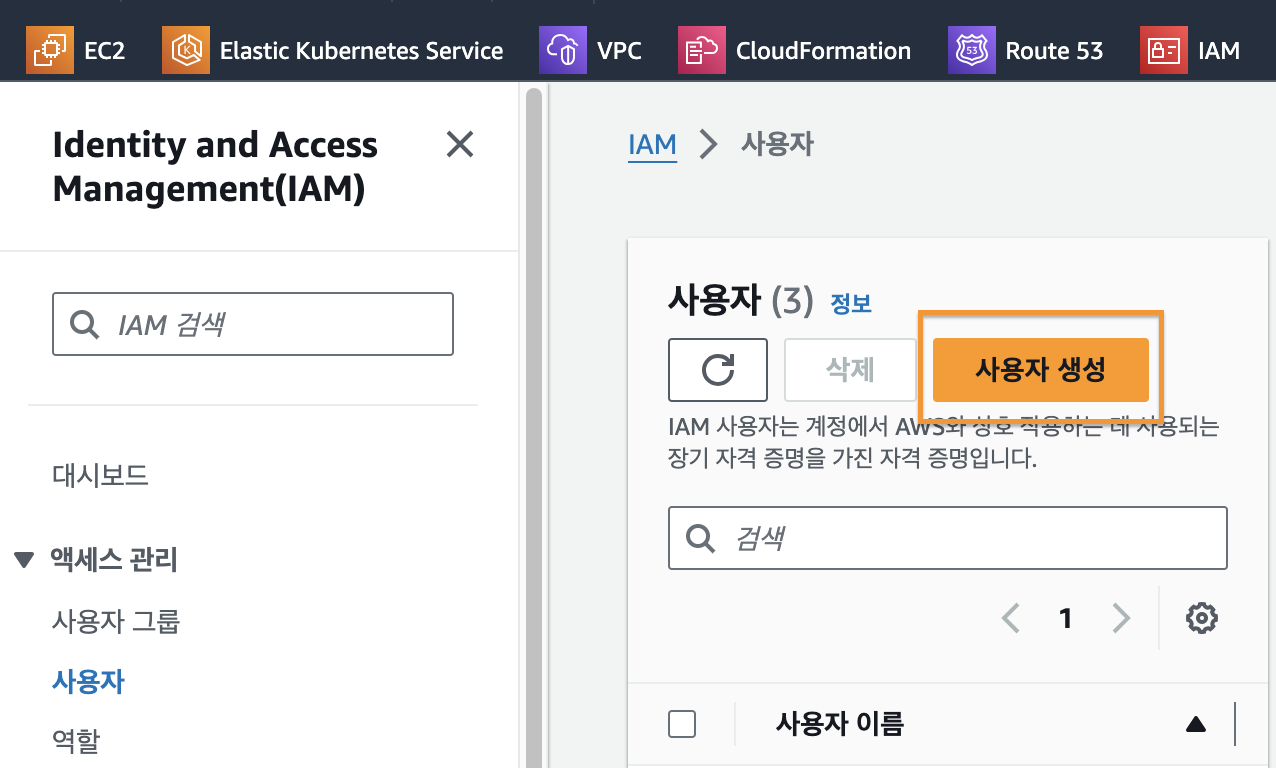 EC2 Elastic Kubernetes Service VPC CloudFormation Route 53 IAM
Identity and Access
Management(IAM)
IAM 검색
대시보드
액세스 관리
사용자 그룹
사용자
역할
IAM 사용자
사용자 (3) 정보
삭제 사용자 생성
IAM 사용자는 계정에서 AWS와 상호 작용하는 데 사용되는
장기 자격 증명을 가진 자격 증명입니다.
검색
1
사용자 이름